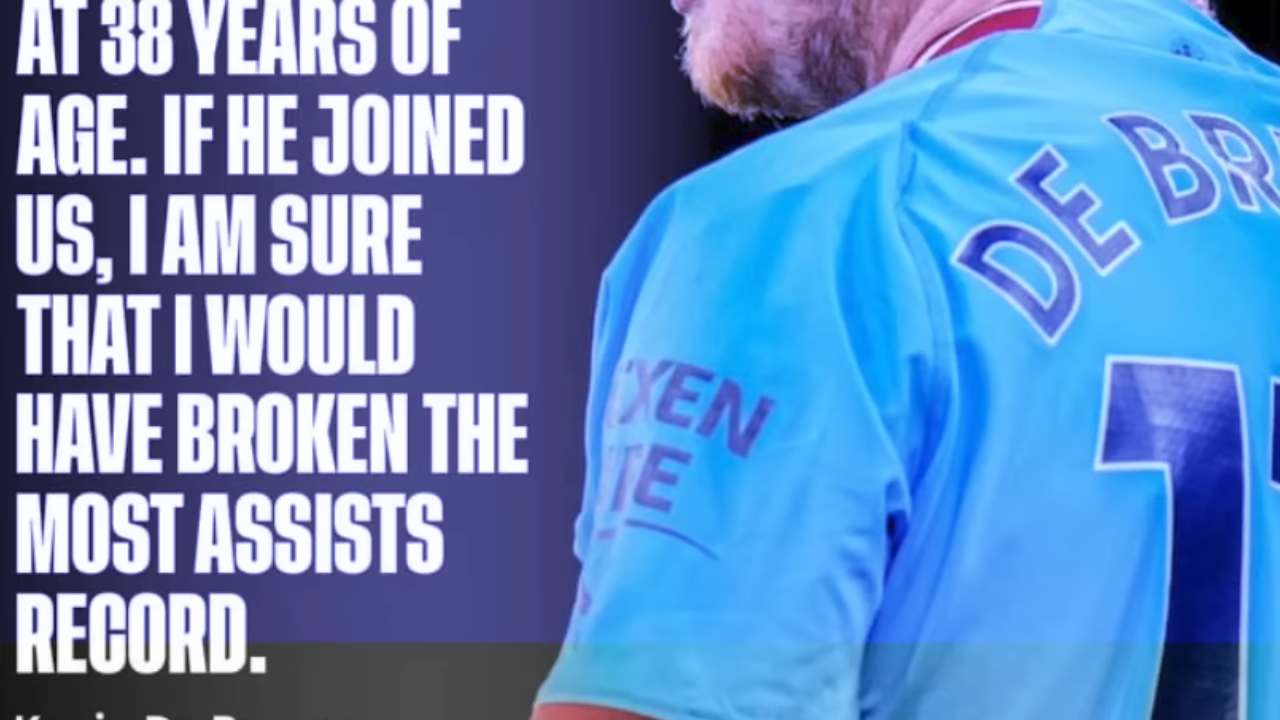 AT 38 YEARS OF
AGE. IF HE JOINED
US, I AM SURE
THAT I WOULD
HAVE BROKEN THE
MOST ASSISTS
RECORD.
DE BR